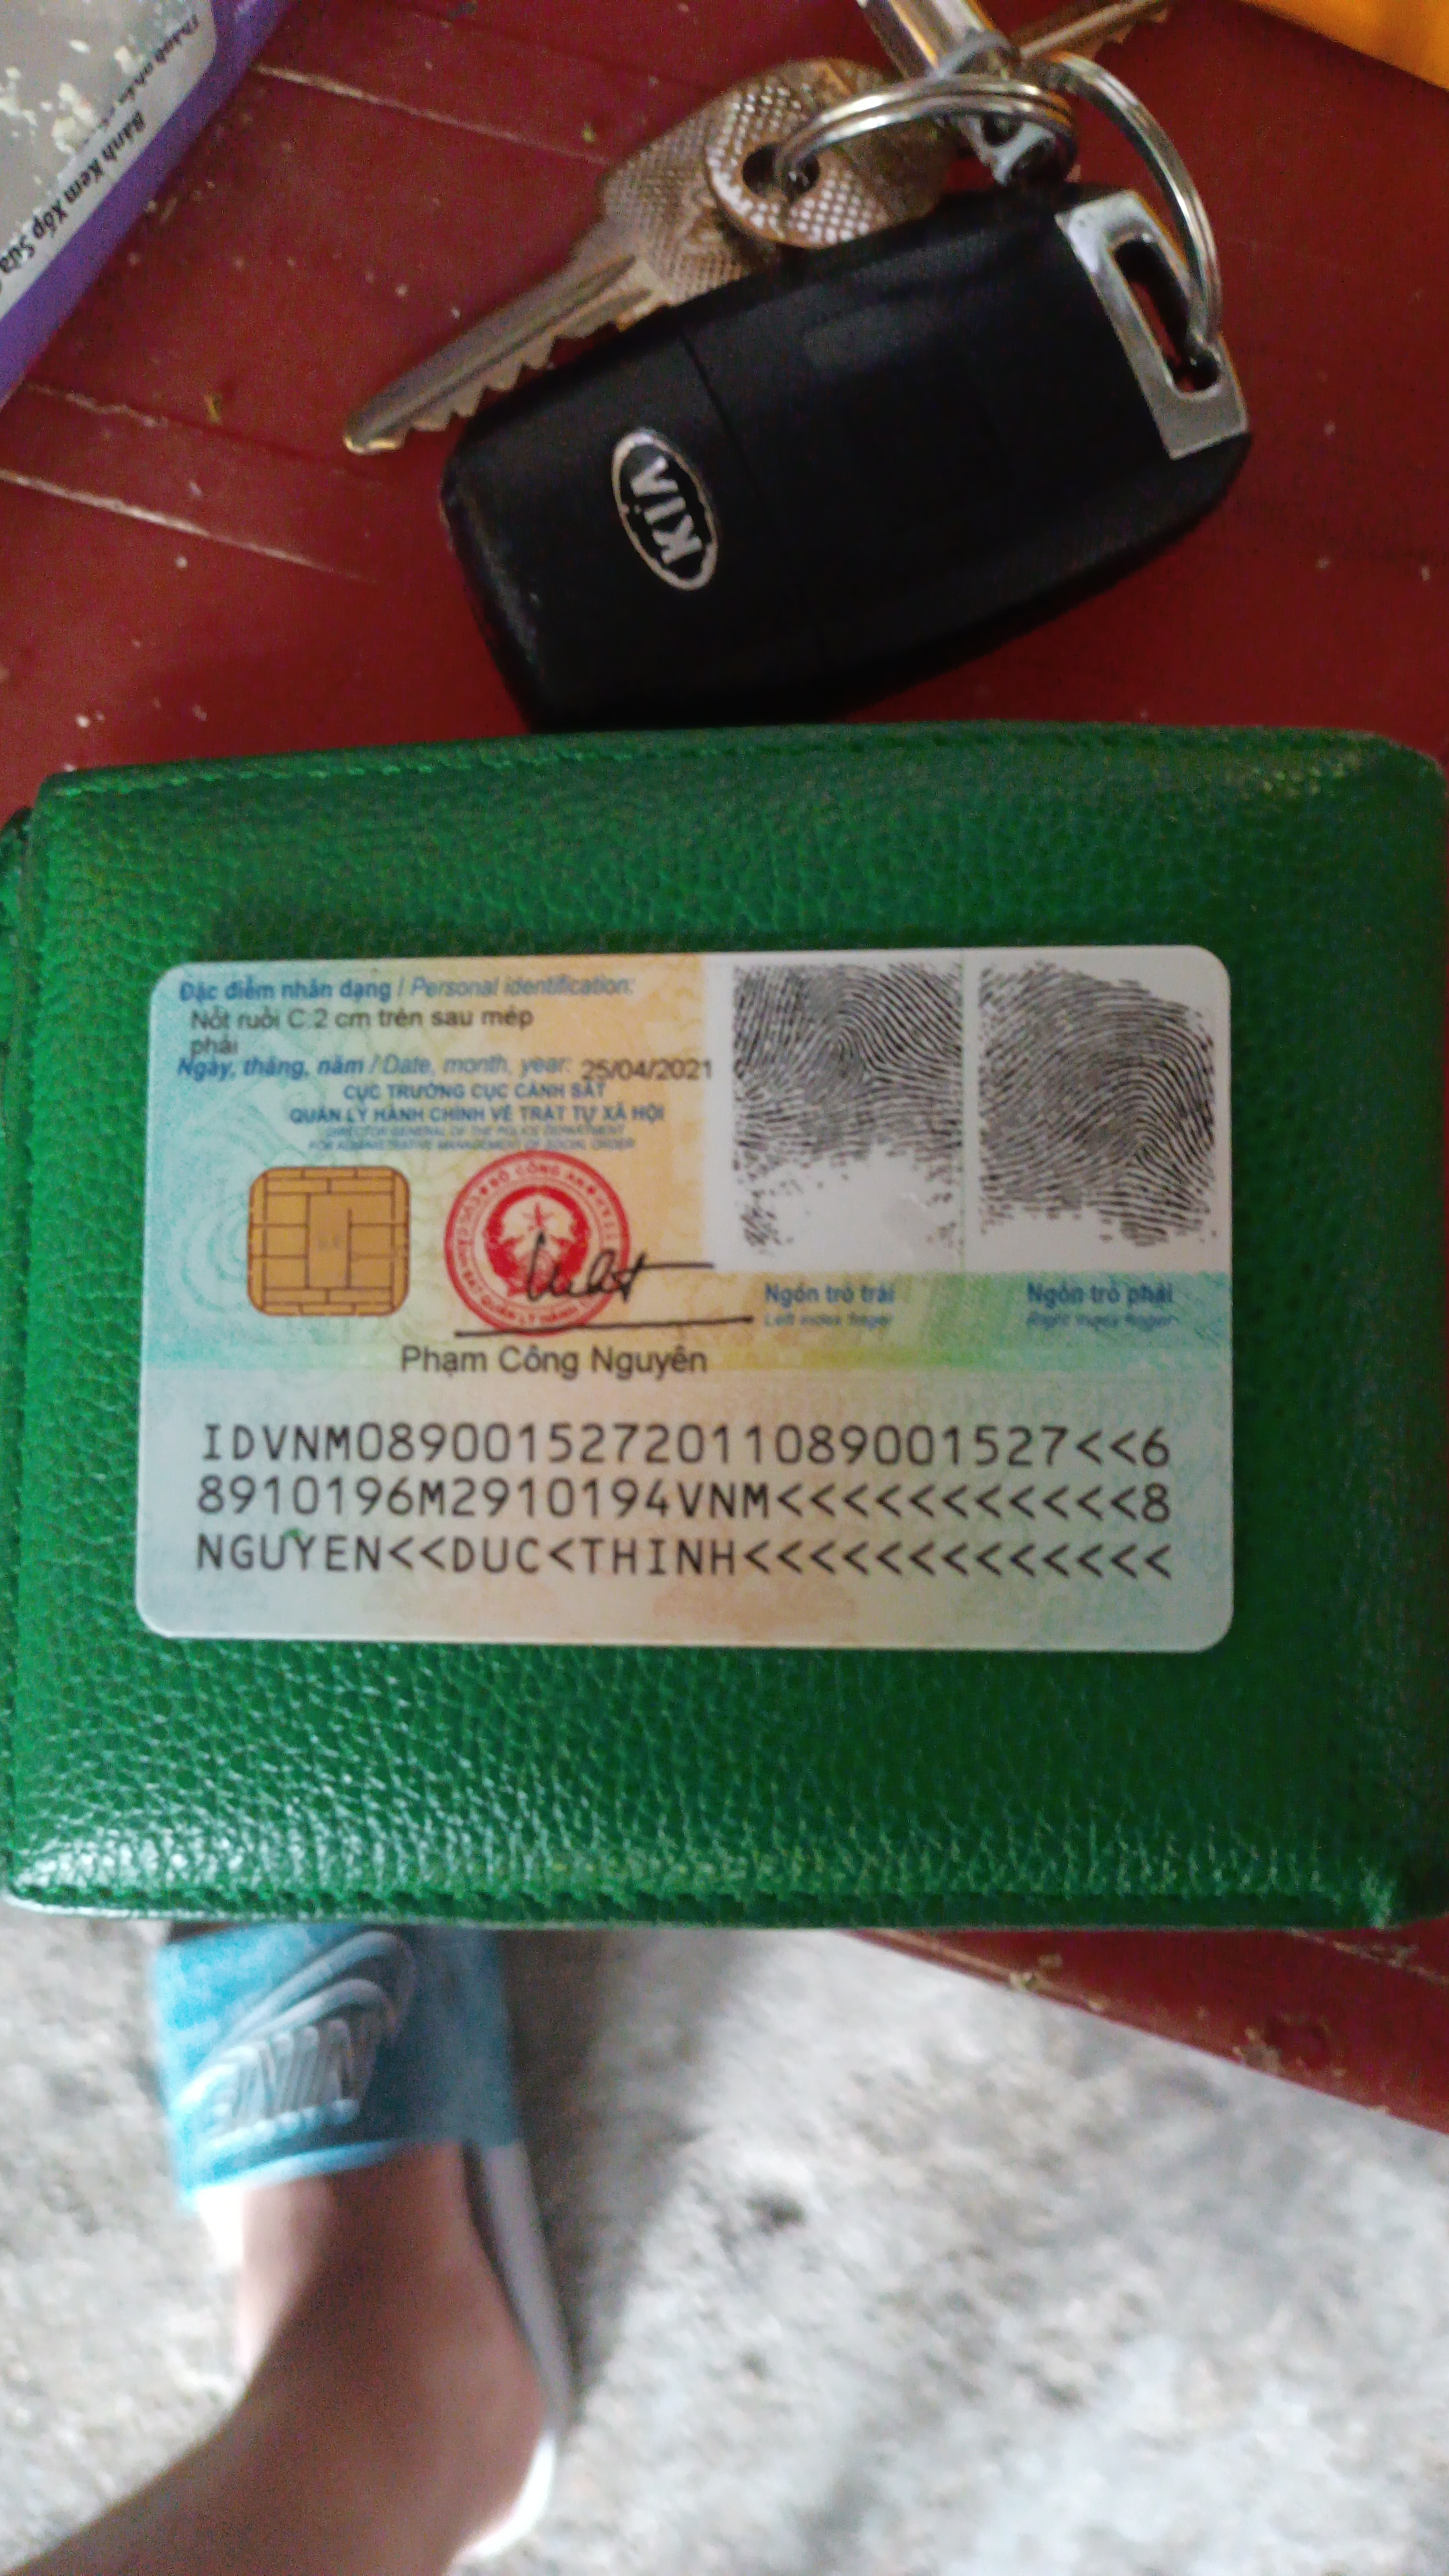 Bánh Kem Xốp Sữa
KIA
Đặc điểm nhân dạng / Personal identification:
Nốt ruồi C:2 cm trên sau mép
phải
Ngày, tháng, năm / Date, month, year: 25/04/2021
CỤC TRƯỞNG CỤC CẢNH SÁT
QUẢN LÝ HÀNH CHÍNH VỀ TRẬT TỰ XÃ HỘI
DIRECTOR GENERAL OF THE POLICE DEPARTMENT
FOR ADMINISTRATIVE MANAGEMENT OF SOCIAL ORDER
BỘ CÔNG AN
Ngón trỏ trái
Left index finger
Ngón trỏ phải
Right index finger
Phạm Công Nguyên
IDVNM0890015272011089001527<<6
8910196M2910194VNM<<<<<<<<<<<8
NGUYEN<<DUC<THINH<<<<<<<<<<<<<